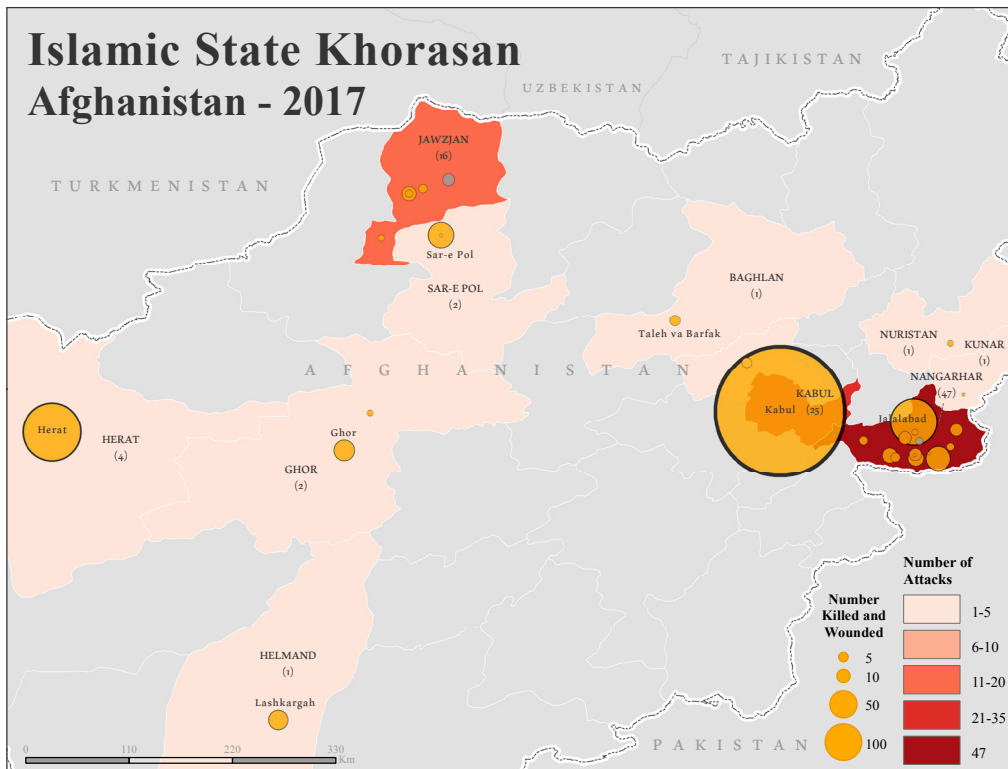 Islamic State Khorasan
Afghanistan - 2017
TAJIKISTAN
UZBEKISTAN
TURKMENISTAN
JAWZJAN
(16)
Sar-e Pol
SAR-E POL
(2)
BAGHLAN
(1)
Taleh va Barfak
NURISTAN
(1)
KUNAR
(1)
AFGHANISTAN
NANGARHAR
(47)
KABUL
(25)
Kabul
Jalalabad
Herat
HERAT
(4)
Ghor
GHOR
(2)
HELMAND
(1)
Lashkargah
PAKISTAN
Number
Killed and
Wounded
5
10
50
100
Number of
Attacks
1-5
6-10
11-20
21-35
47
0 110 220 330
Km